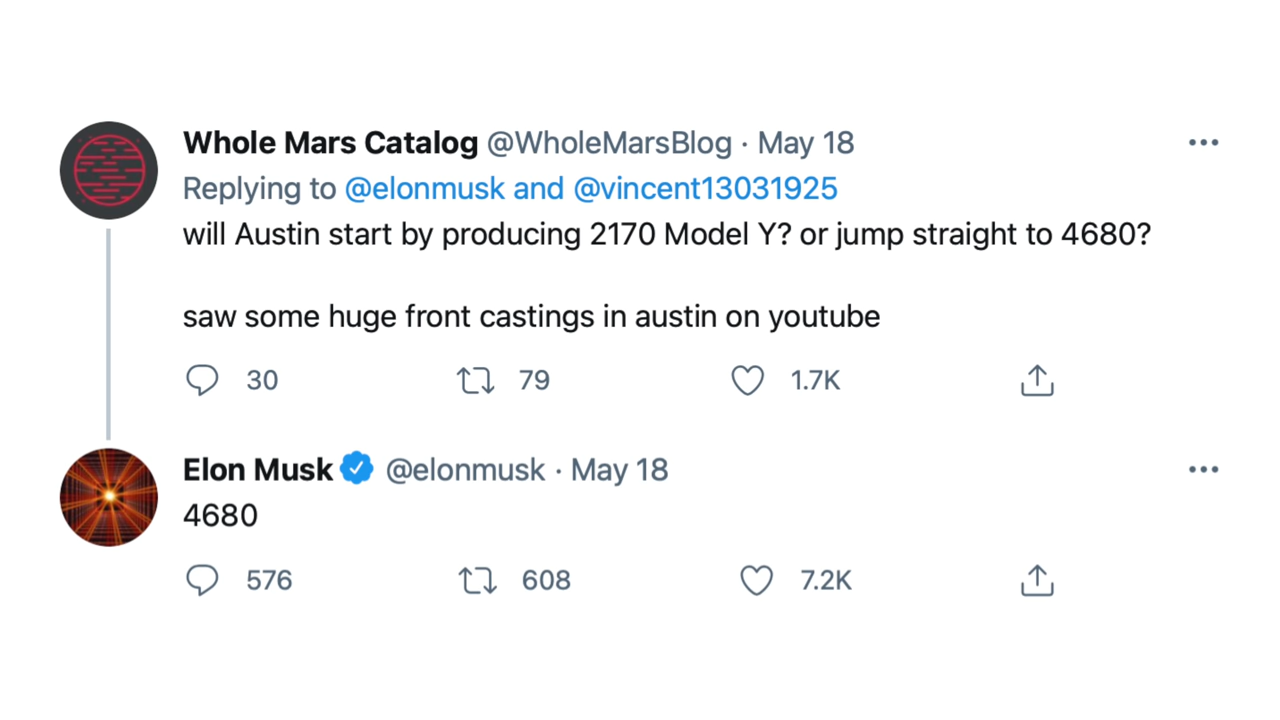 Whole Mars Catalog @WholeMarsBlog · May 18
Replying to @elonmusk and @vincent13031925
will Austin start by producing 2170 Model Y? or jump straight to 4680?
saw some huge front castings in austin on youtube
30 79 1.7K
Elon Musk @elonmusk · May 18
4680
576 608 7.2K